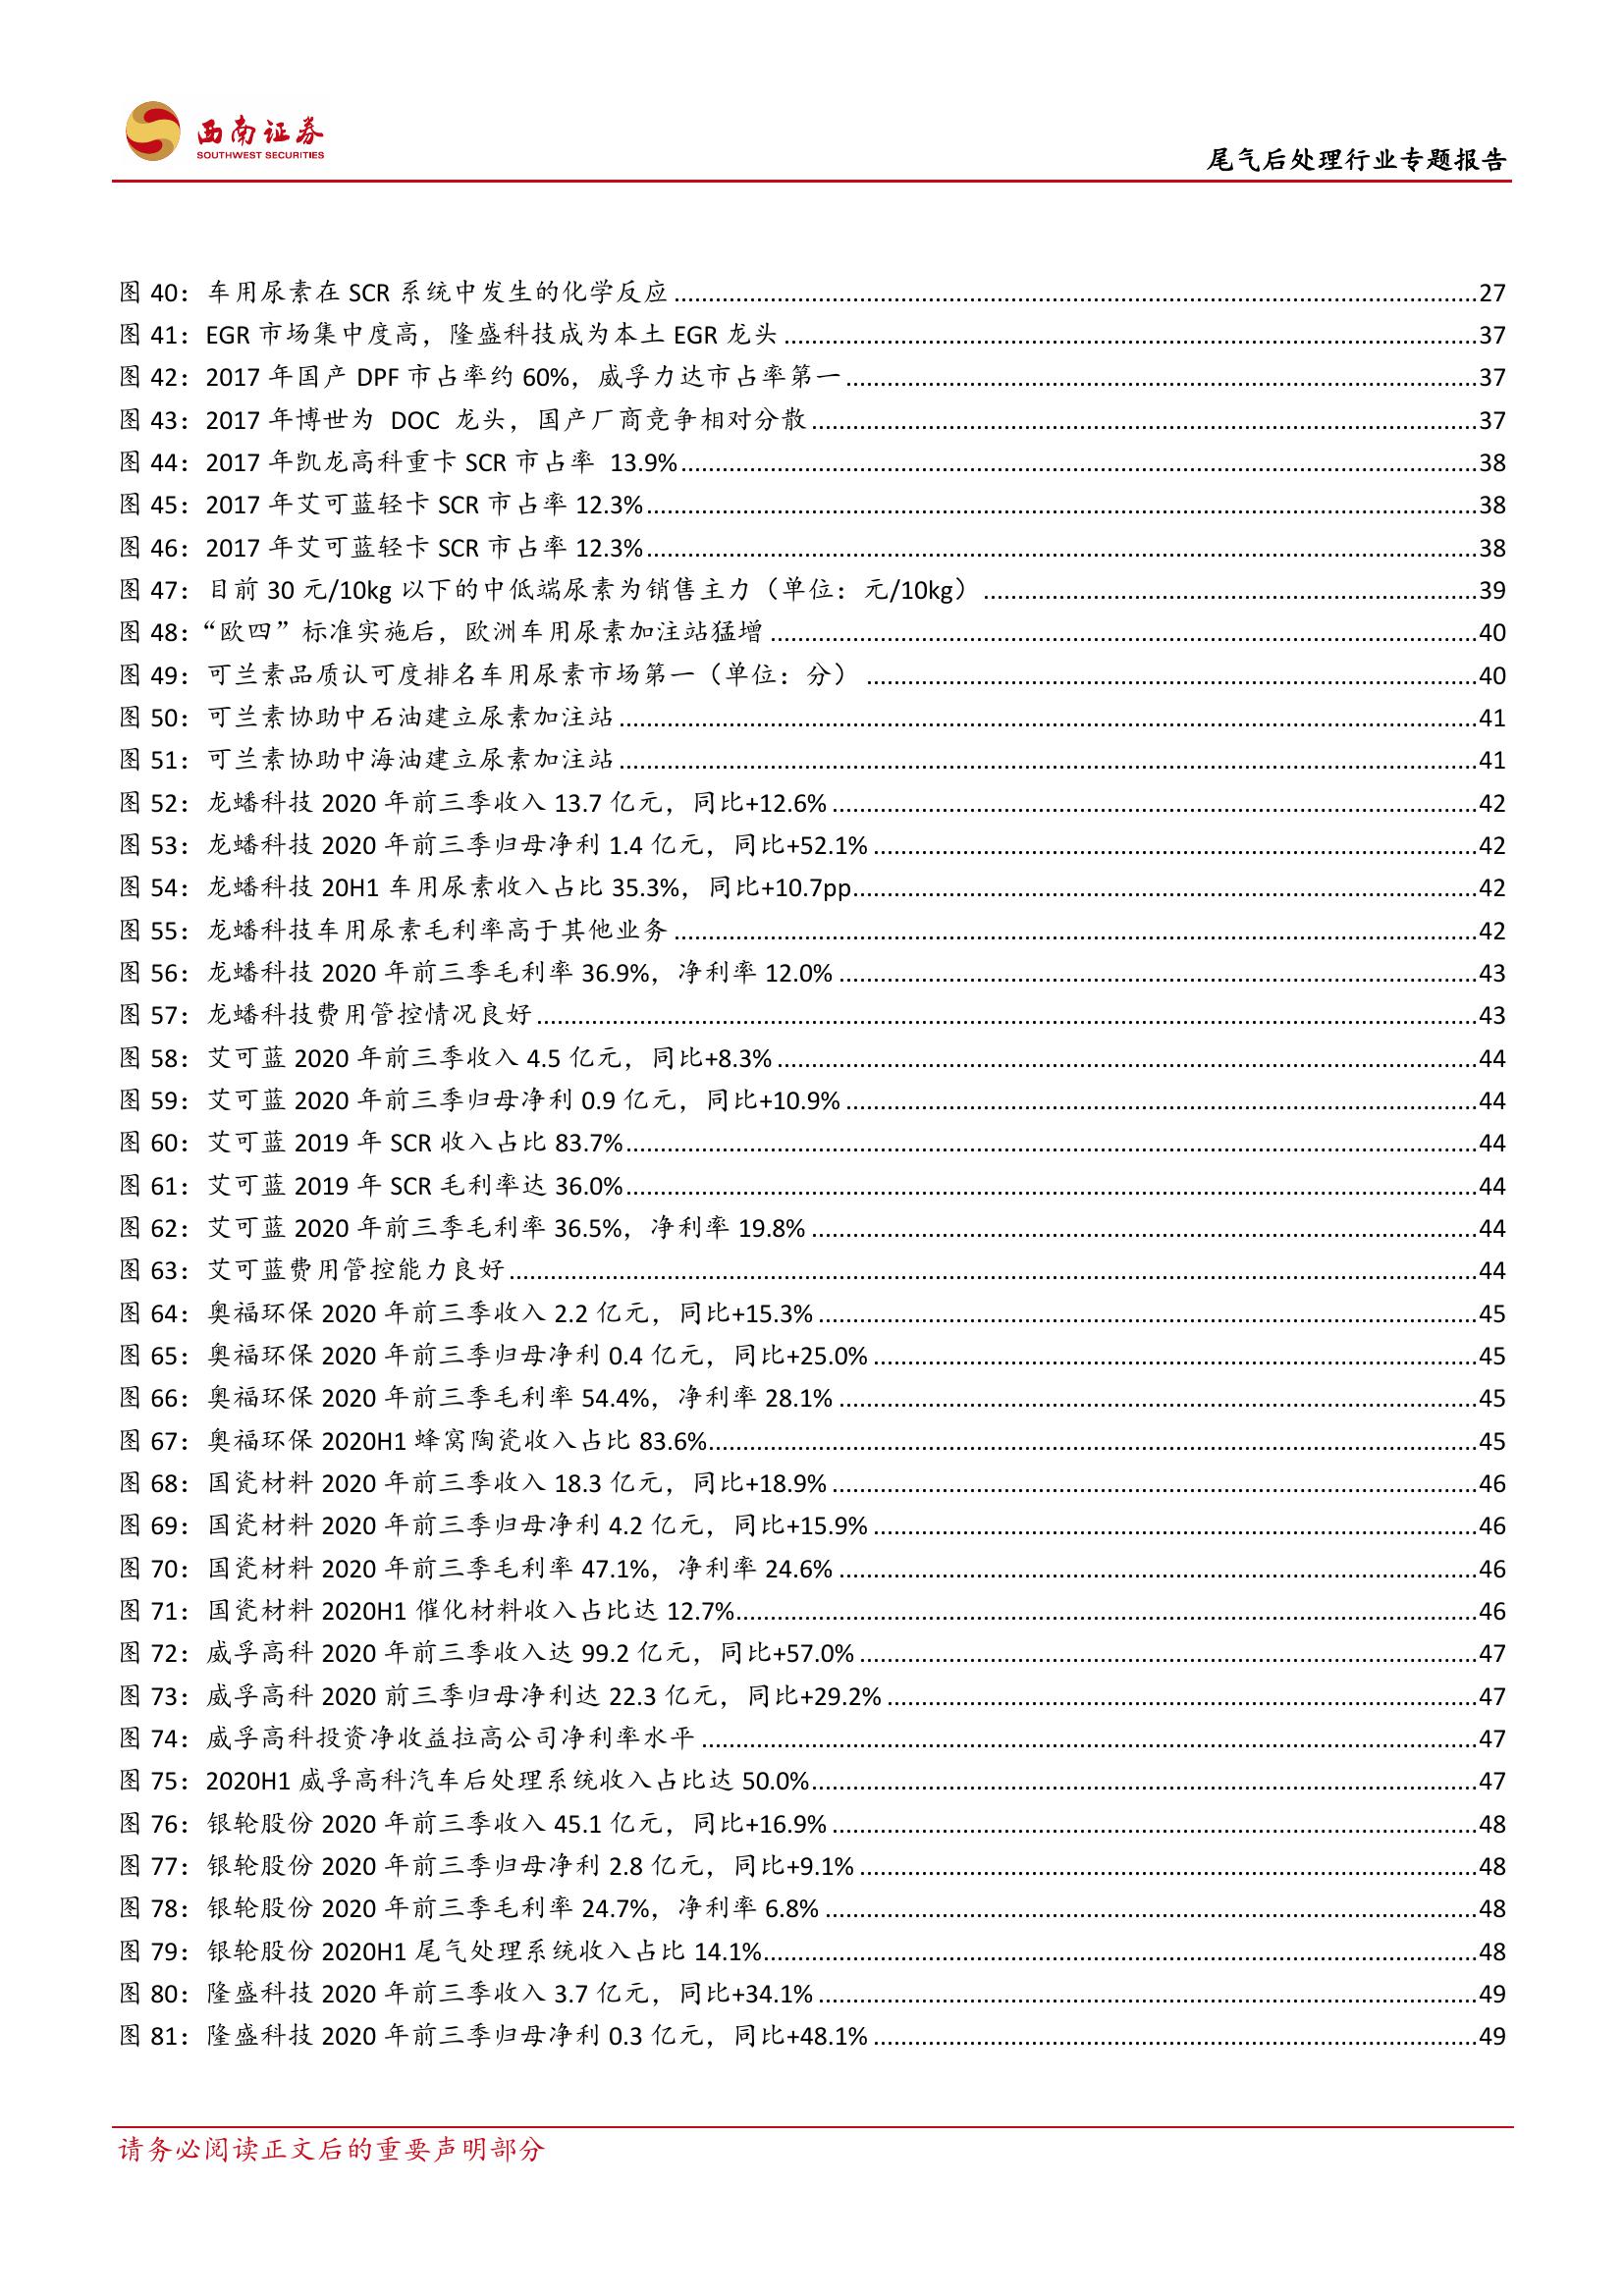 西南证券
SOUTHWEST SECURITIES
尾气后处理行业专题报告
图 40：车用尿素在 SCR 系统中发生的化学反应 ........ 27
图 41：EGR 市场集中度高，隆盛科技成为本土 EGR 龙头 ........ 37
图 42：2017 年国产 DPF 市占率约 60%，威孚力达市占率第一 ........ 37
图 43：2017 年博世为 DOC 龙头，国产厂商竞争相对分散 ........ 37
图 44：2017 年凯龙高科重卡 SCR 市占率 13.9% ........ 38
图 45：2017 年艾可蓝轻卡 SCR 市占率 12.3% ........ 38
图 46：2017 年艾可蓝轻卡 SCR 市占率 12.3% ........ 38
图 47：目前 30 元/10kg 以下的中低端尿素为销售主力（单位：元/10kg） ........ 39
图 48：“欧四”标准实施后，欧洲车用尿素加注站猛增 ........ 40
图 49：可兰素品质认可度排名车用尿素市场第一（单位：分） ........ 40
图 50：可兰素协助中石油建立尿素加注站 ........ 41
图 51：可兰素协助中海油建立尿素加注站 ........ 41
图 52：龙蟠科技 2020 年前三季收入 13.7 亿元，同比+12.6% ........ 42
图 53：龙蟠科技 2020 年前三季归母净利 1.4 亿元，同比+52.1% ........ 42
图 54：龙蟠科技 20H1 车用尿素收入占比 35.3%，同比+10.7pp ........ 42
图 55：龙蟠科技车用尿素毛利率高于其他业务 ........ 42
图 56：龙蟠科技 2020 年前三季毛利率 36.9%，净利率 12.0% ........ 43
图 57：龙蟠科技费用管控情况良好 ........ 43
图 58：艾可蓝 2020 年前三季收入 4.5 亿元，同比+8.3% ........ 44
图 59：艾可蓝 2020 年前三季归母净利 0.9 亿元，同比+10.9% ........ 44
图 60：艾可蓝 2019 年 SCR 收入占比 83.7% ........ 44
图 61：艾可蓝 2019 年 SCR 毛利率达 36.0% ........ 44
图 62：艾可蓝 2020 年前三季毛利率 36.5%，净利率 19.8% ........ 44
图 63：艾可蓝费用管控能力良好 ........ 44
图 64：奥福环保 2020 年前三季收入 2.2 亿元，同比+15.3% ........ 45
图 65：奥福环保 2020 年前三季归母净利 0.4 亿元，同比+25.0% ........ 45
图 66：奥福环保 2020 年前三季毛利率 54.4%，净利率 28.1% ........ 45
图 67：奥福环保 2020H1 蜂窝陶瓷收入占比 83.6% ........ 45
图 68：国瓷材料 2020 年前三季收入 18.3 亿元，同比+18.9% ........ 46
图 69：国瓷材料 2020 年前三季归母净利 4.2 亿元，同比+15.9% ........ 46
图 70：国瓷材料 2020 年前三季毛利率 47.1%，净利率 24.6% ........ 46
图 71：国瓷材料 2020H1 催化材料收入占比达 12.7% ........ 46
图 72：威孚高科 2020 年前三季收入达 99.2 亿元，同比+57.0% ........ 47
图 73：威孚高科 2020 前三季归母净利达 22.3 亿元，同比+29.2% ........ 47
图 74：威孚高科投资净收益拉高公司净利率水平 ........ 47
图 75：2020H1 威孚高科汽车后处理系统收入占比达 50.0% ........ 47
图 76：银轮股份 2020 年前三季收入 45.1 亿元，同比+16.9% ........ 48
图 77：银轮股份 2020 年前三季归母净利 2.8 亿元，同比+9.1% ........ 48
图 78：银轮股份 2020 年前三季毛利率 24.7%，净利率 6.8% ........ 48
图 79：银轮股份 2020H1 尾气处理系统收入占比 14.1% ........ 48
图 80：隆盛科技 2020 年前三季收入 3.7 亿元，同比+34.1% ........ 49
图 81：隆盛科技 2020 年前三季归母净利 0.3 亿元，同比+48.1% ........ 49
请务必阅读正文后的重要声明部分